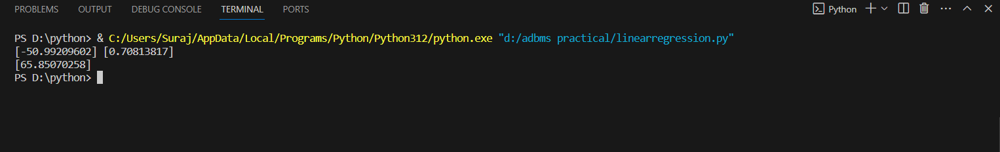 PROBLEMS OUTPUT DEBUG CONSOLE TERMINAL PORTS Python
PS D:\python> & C:/Users/Suraj/AppData/Local/Programs/Python/Python312/python.exe "d:/adbms practical/linearregression.py"
[-50.99209602] [0.70813817]
[65.85070258]
PS D:\python>